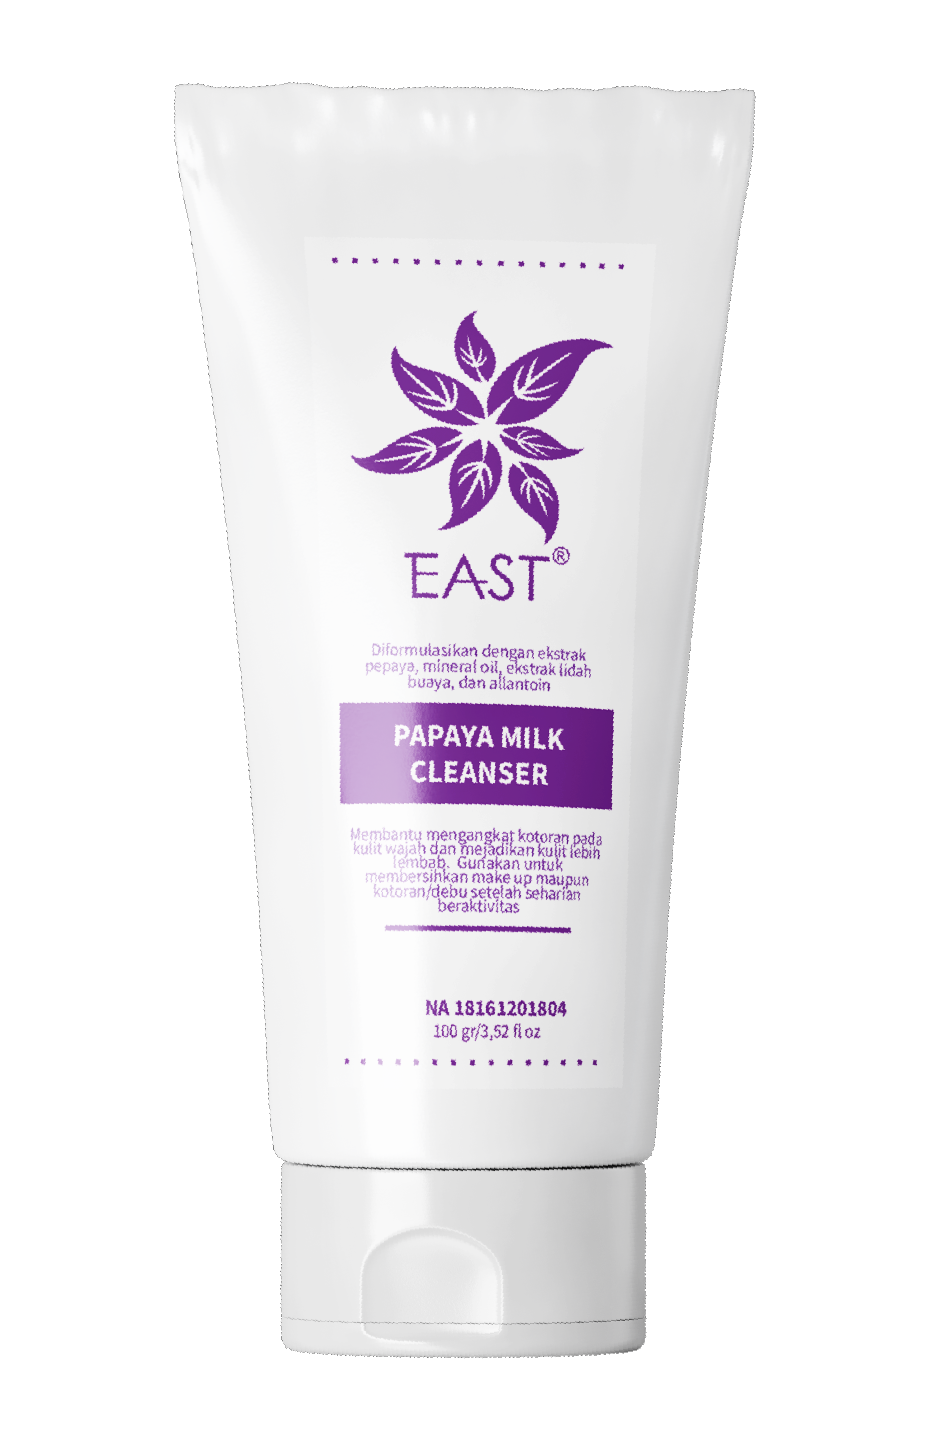 EAST®
Diformulasikan dengan ekstrak
pepaya, mineral oil, ekstrak lidah
buaya, dan allantoin
PAPAYA MILK
CLEANSER
Membantu mengangkat kotoran pada
kulit wajah dan mejadikan kulit lebih
lembab. Gunakan untuk
membersihkan make up maupun
kotoran/debu setelah seharian
beraktivitas
NA 18161201804
100 gr/3,52 fl oz